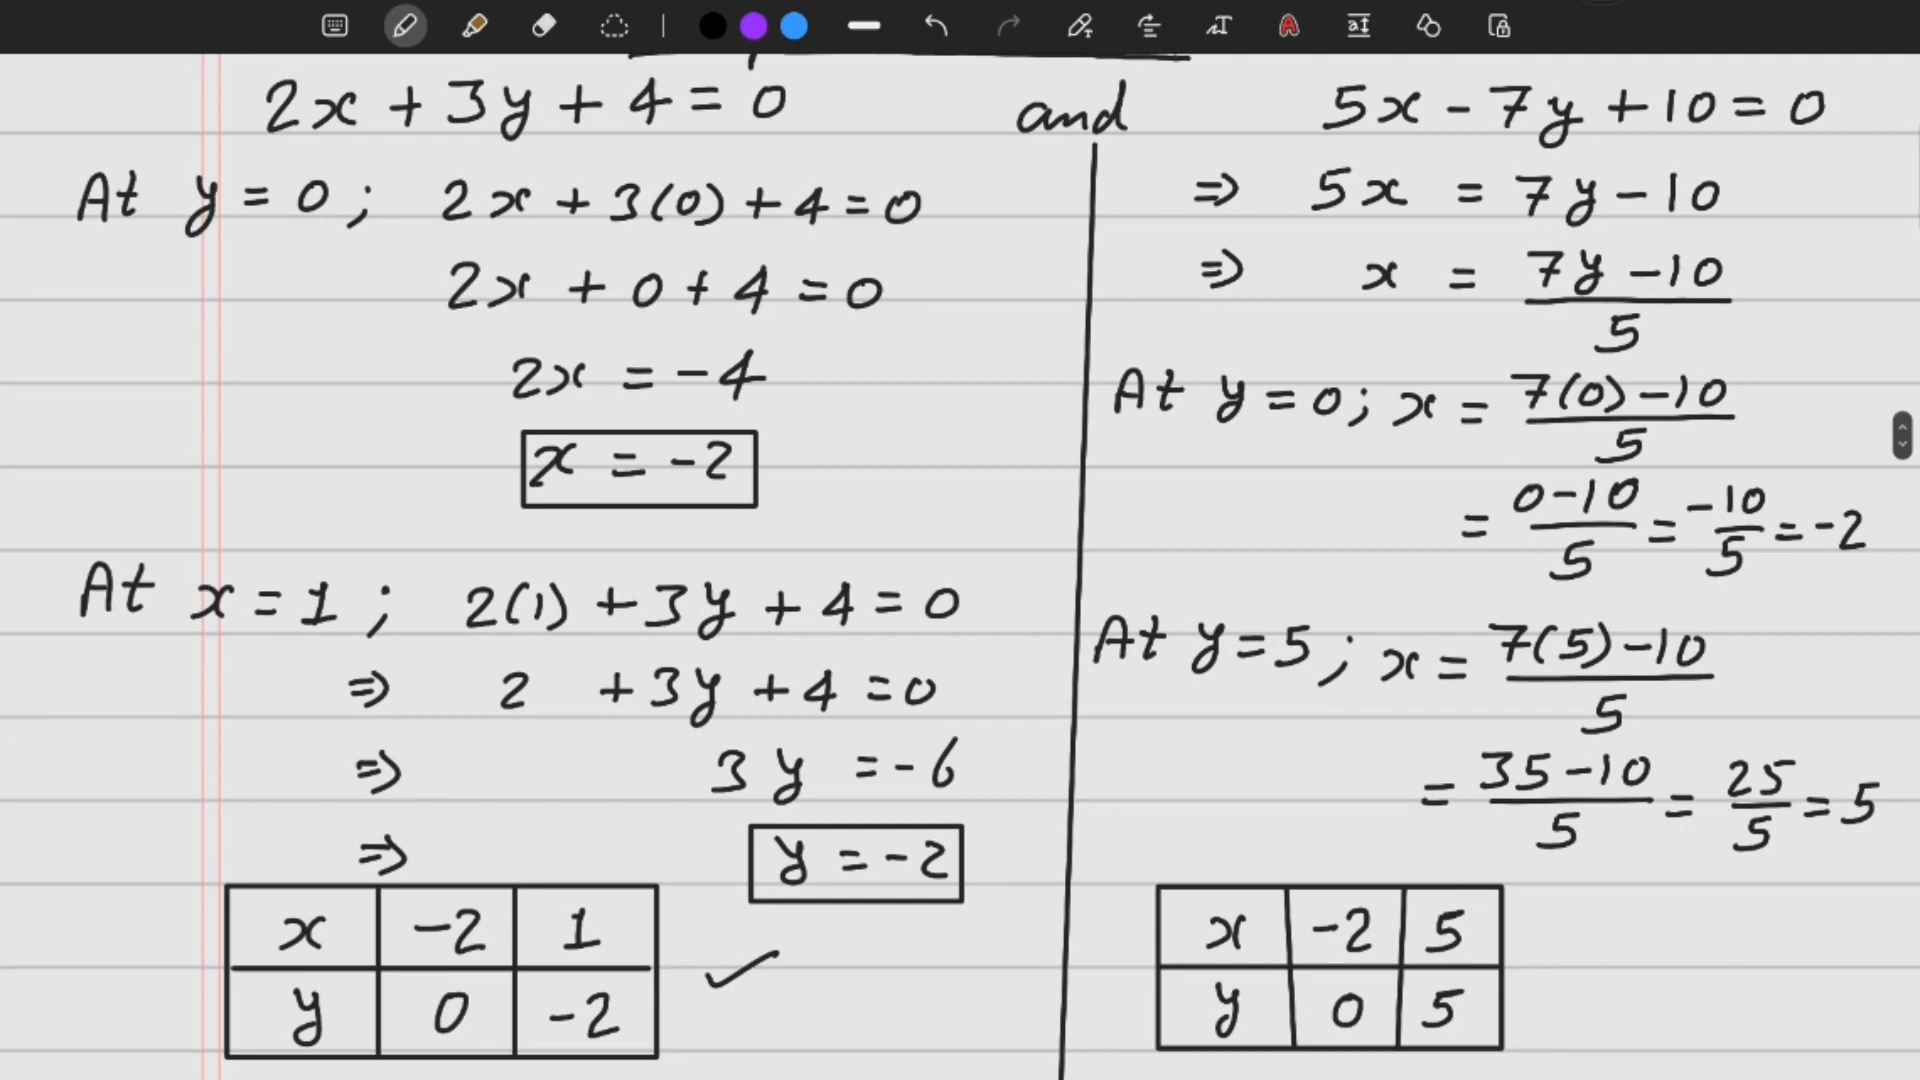 2x + 3y + 4 = 0 and 5x - 7y + 10 = 0
At y = 0 ; 2x + 3(0) + 4 = 0
2x + 0 + 4 = 0
2x = -4
x = -2
At x = 1 ; 2(1) + 3y + 4 = 0
⇒ 2 + 3y + 4 = 0
⇒ 3y = -6
⇒ y = -2
x -2 1
y 0 -2
⇒ 5x = 7y - 10
⇒ x = (7y - 10)/5
At y = 0; x = (7(0) - 10)/5
= (0 - 10)/5 = -10/5 = -2
At y = 5 ; x = (7(5) - 10)/5
= (35 - 10)/5 = 25/5 = 5
x -2 5
y 0 5